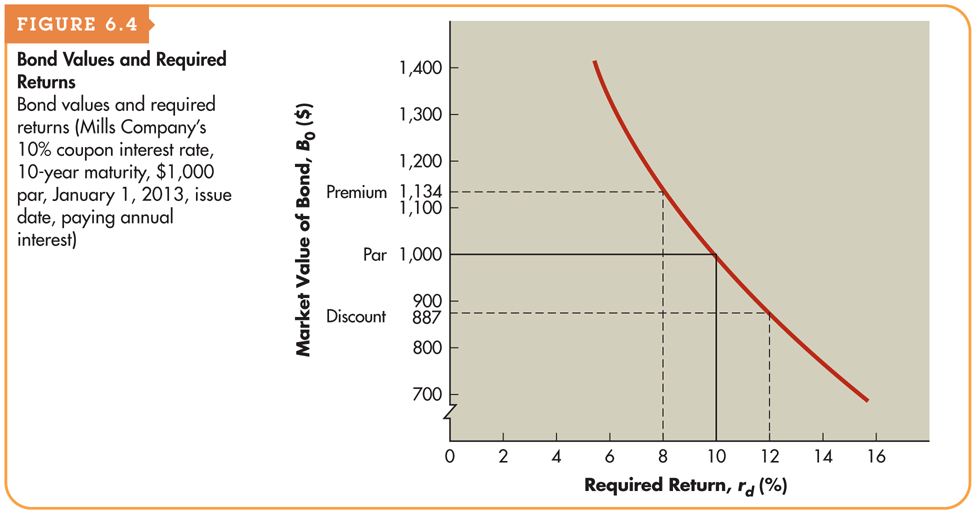 FIGURE 6.4
Bond Values and Required
Returns
Bond values and required
returns (Mills Company's
10% coupon interest rate,
10-year maturity, $1,000
par, January 1, 2013, issue
date, paying annual
interest)
Market Value of Bond, B0 ($)
1,400
1,300
1,200
Premium 1,134
1,100
Par 1,000
900
Discount 887
800
700
0 2 4 6 8 10 12 14 16
Required Return, rd (%)